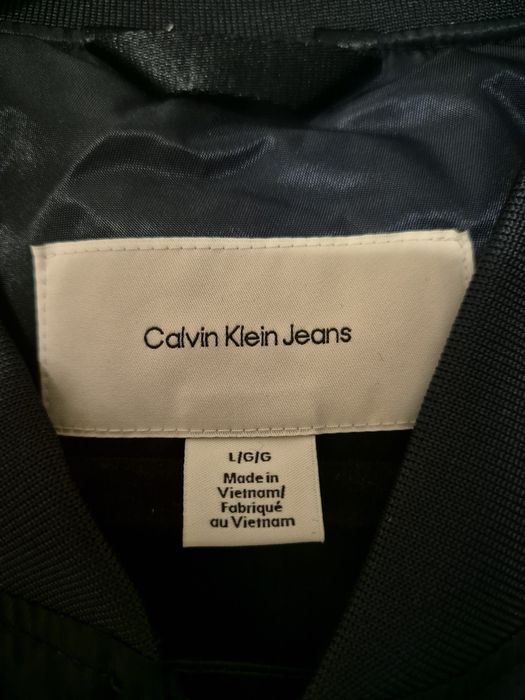 Calvin Klein Jeans
L/G/G
Made in
Vietnam/
Fabriqué
au Vietnam